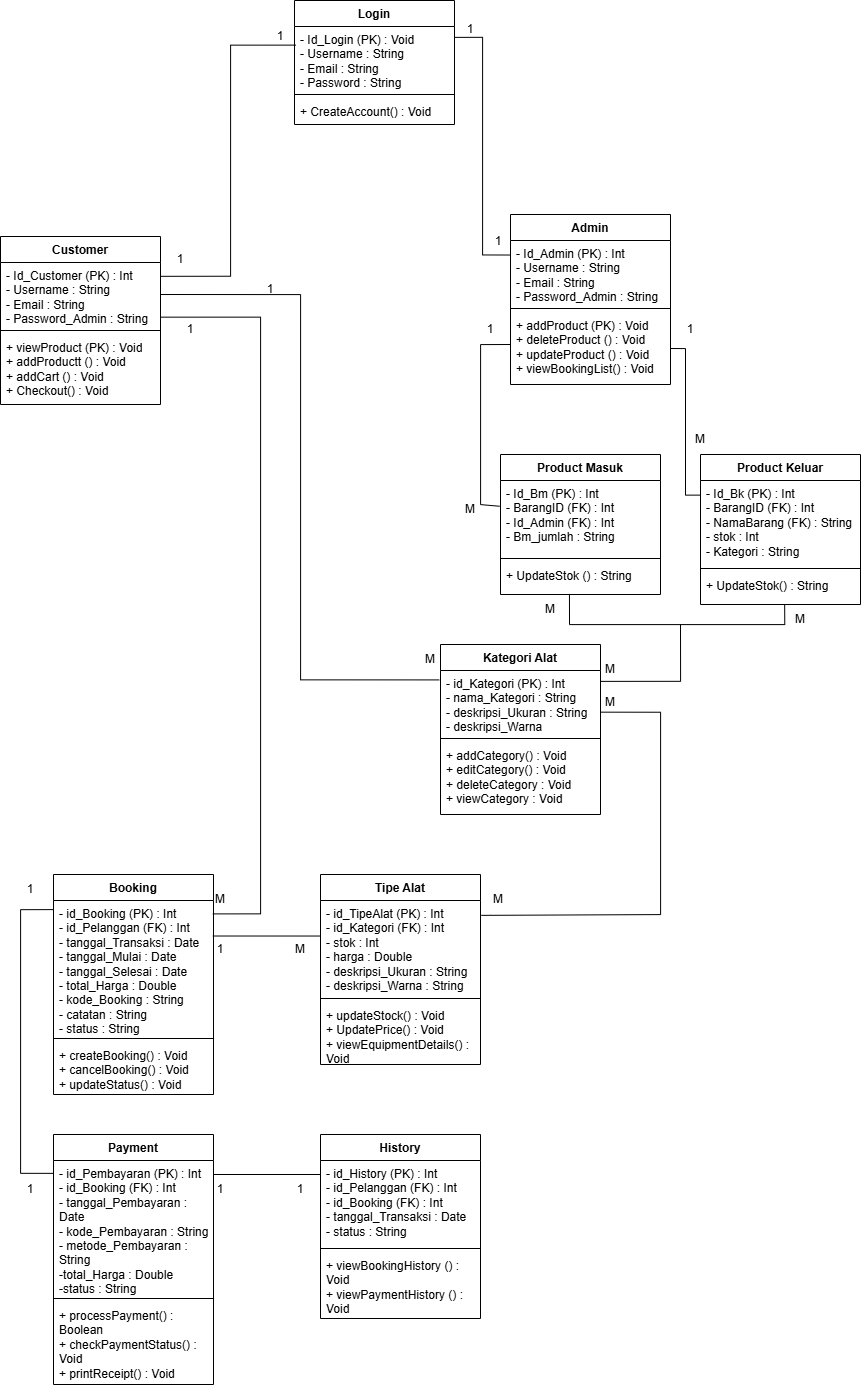 Login
- Id_Login (PK) : Void
- Username : String
- Email : String
- Password : String
+ CreateAccount() : Void
1
1
1
1
Customer
- Id_Customer (PK) : Int
- Username : String
- Email : String
- Password_Admin : String
+ viewProduct (PK) : Void
+ addProductt () : Void
+ addCart () : Void
+ Checkout() : Void
1
1
Admin
- Id_Admin (PK) : Int
- Username : String
- Email : String
- Password_Admin : String
+ addProduct (PK) : Void
+ deleteProduct () : Void
+ updateProduct () : Void
+ viewBookingList() : Void
1
1
M
M
Product Masuk
- Id_Bm (PK) : Int
- BarangID (FK) : Int
- Id_Admin (FK) : Int
- Bm_jumlah : String
+ UpdateStok () : String
M
Product Keluar
- Id_Bk (PK) : Int
- BarangID (FK) : Int
- NamaBarang (FK) : String
- stok : Int
- Kategori : String
+ UpdateStok() : String
M
M
M
M
Kategori Alat
- id_Kategori (PK) : Int
- nama_Kategori : String
- deskripsi_Ukuran : String
- deskripsi_Warna
+ addCategory() : Void
+ editCategory() : Void
+ deleteCategory : Void
+ viewCategory : Void
1
M
Booking
- id_Booking (PK) : Int
- id_Pelanggan (FK) : Int
- tanggal_Transaksi : Date
- tanggal_Mulai : Date
- tanggal_Selesai : Date
- total_Harga : Double
- kode_Booking : String
- catatan : String
- status : String
+ createBooking() : Void
+ cancelBooking() : Void
+ updateStatus() : Void
1
M
M
Tipe Alat
- id_TipeAlat (PK) : Int
- id_Kategori (FK) : Int
- stok : Int
- harga : Double
- deskripsi_Ukuran : String
- deskripsi_Warna : String
+ updateStock() : Void
+ UpdatePrice() : Void
+ viewEquipmentDetails() :
Void
Payment
- id_Pembayaran (PK) : Int
- id_Booking (FK) : Int
- tanggal_Pembayaran :
Date
- kode_Pembayaran : String
- metode_Pembayaran :
String
-total_Harga : Double
-status : String
+ processPayment() :
Boolean
+ checkPaymentStatus() :
Void
+ printReceipt() : Void
1
1
1
History
- id_History (PK) : Int
- id_Pelanggan (FK) : Int
- id_Booking (FK) : Int
- tanggal_Transaksi : Date
- status : String
+ viewBookingHistory () :
Void
+ viewPaymentHistory () :
Void